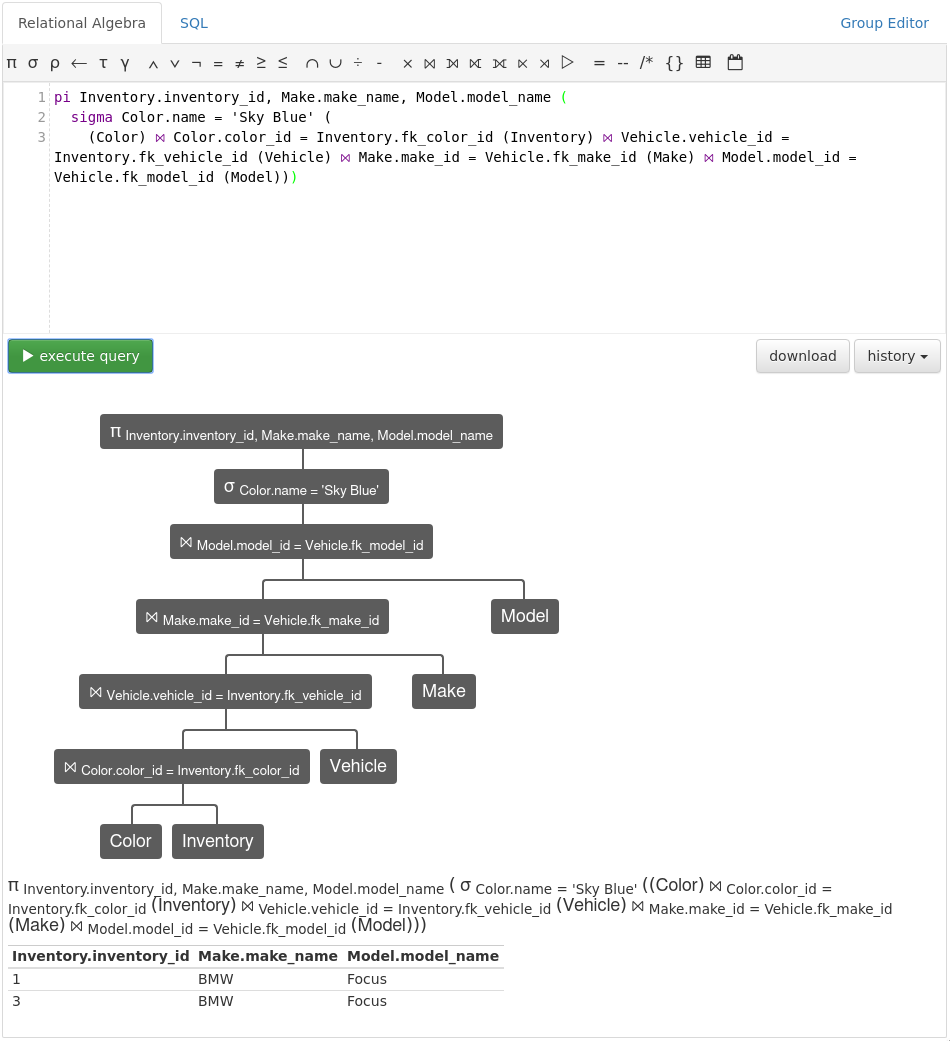 Relational Algebra SQL Group Editor
π σ ρ ← τ γ ∧ ∨ ¬ = ≠ ≥ ≤ ∩ ∪ ÷ - × ⋈ ⟕ ⟖ ⟗ ⋉ ⋊ ▷ = -- /* {}
1 pi Inventory.inventory_id, Make.make_name, Model.model_name (
2 sigma Color.name = 'Sky Blue' (
3 (Color) ⋈ Color.color_id = Inventory.fk_color_id (Inventory) ⋈ Vehicle.vehicle_id =
Inventory.fk_vehicle_id (Vehicle) ⋈ Make.make_id = Vehicle.fk_make_id (Make) ⋈ Model.model_id =
Vehicle.fk_model_id (Model)))
▶ execute query download history
π Inventory.inventory_id, Make.make_name, Model.model_name
σ Color.name = 'Sky Blue'
⋈ Model.model_id = Vehicle.fk_model_id
⋈ Make.make_id = Vehicle.fk_make_id Model
⋈ Vehicle.vehicle_id = Inventory.fk_vehicle_id Make
⋈ Color.color_id = Inventory.fk_color_id Vehicle
Color Inventory
π Inventory.inventory_id, Make.make_name, Model.model_name ( σ Color.name = 'Sky Blue' ((Color) ⋈ Color.color_id =
Inventory.fk_color_id (Inventory) ⋈ Vehicle.vehicle_id = Inventory.fk_vehicle_id (Vehicle) ⋈ Make.make_id = Vehicle.fk_make_id
(Make) ⋈ Model.model_id = Vehicle.fk_model_id (Model)))
Inventory.inventory_id Make.make_name Model.model_name
1 BMW Focus
3 BMW Focus